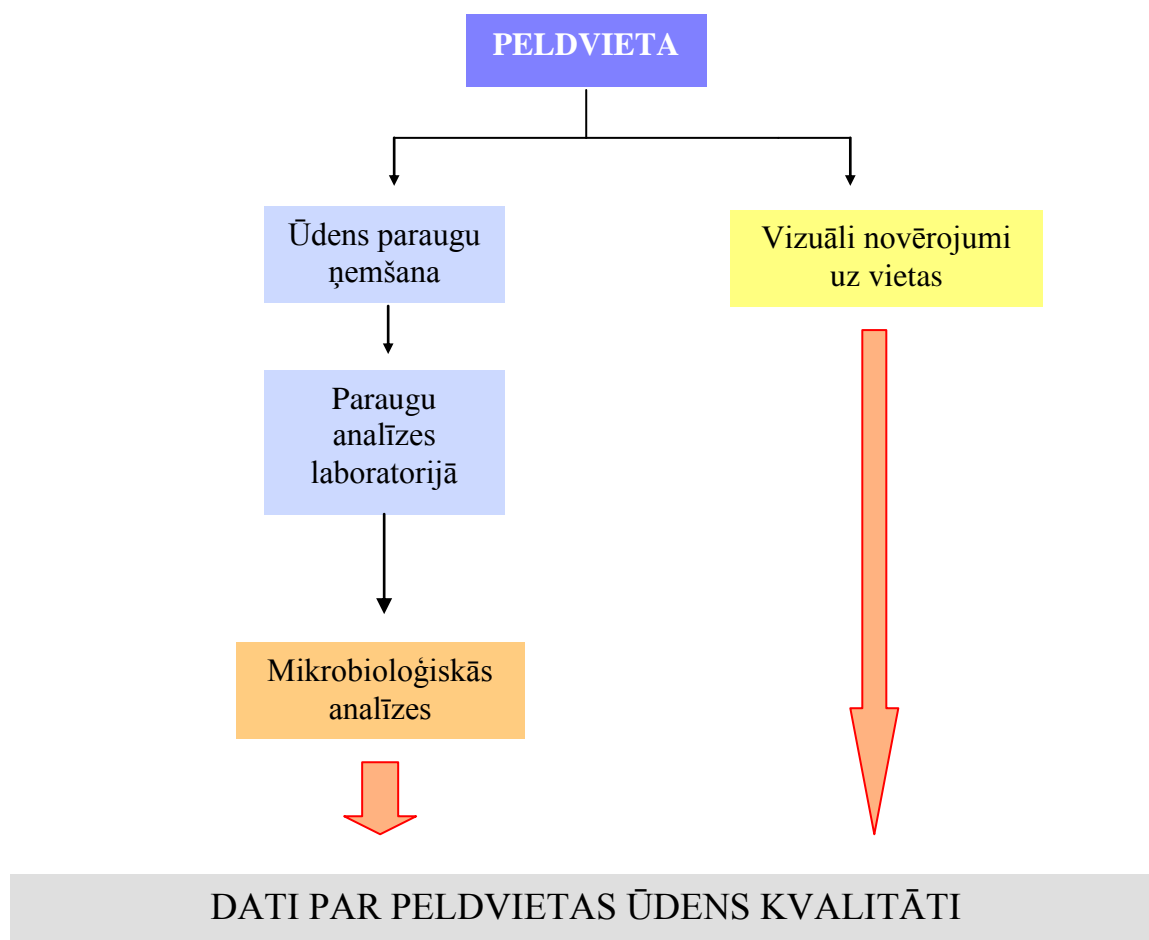 PELDVIETA
Ūdens paraugu
ņemšana
Vizuāli novērojumi
uz vietas
Paraugu
analīzes
laboratorijā
Mikrobioloģiskās
analīzes
DATI PAR PELDVIETAS ŪDENS KVALITĀTI